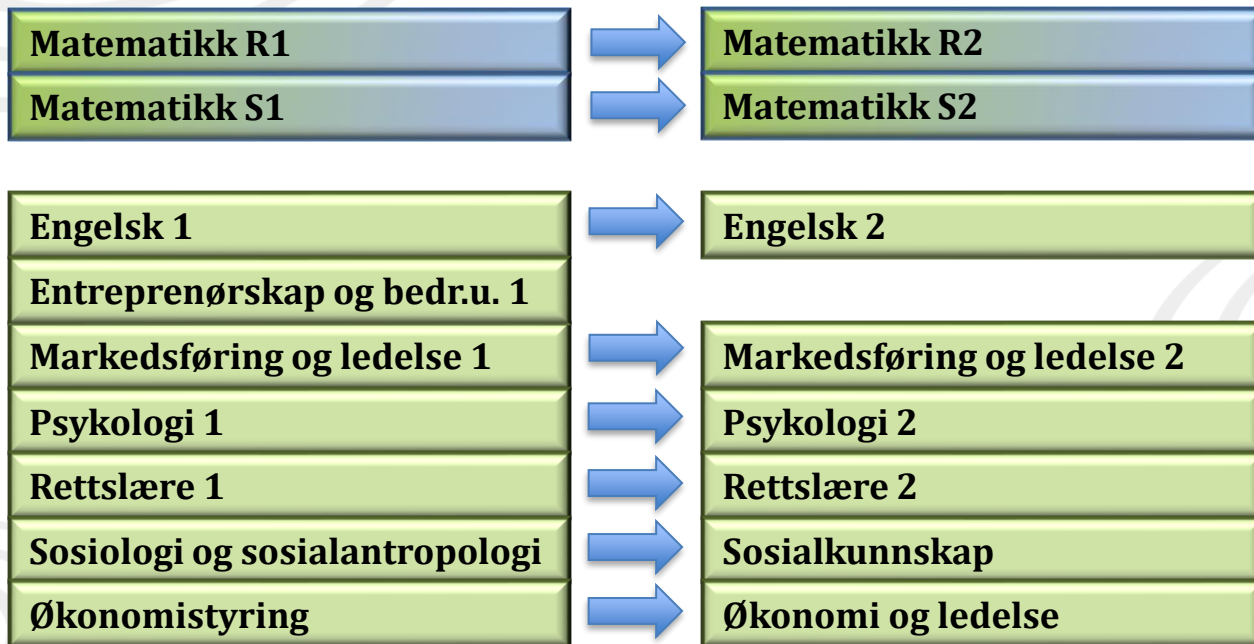 Matematikk R1
Matematikk R2
Matematikk S1
Matematikk S2
Engelsk 1
Engelsk 2
Entreprenørskap og bedr.u. 1
Markedsføring og ledelse 1
Markedsføring og ledelse 2
Psykologi 1
Psykologi 2
Rettslære 1
Rettslære 2
Sosiologi og sosialantropologi
Sosialkunnskap
Økonomistyring
Økonomi og ledelse